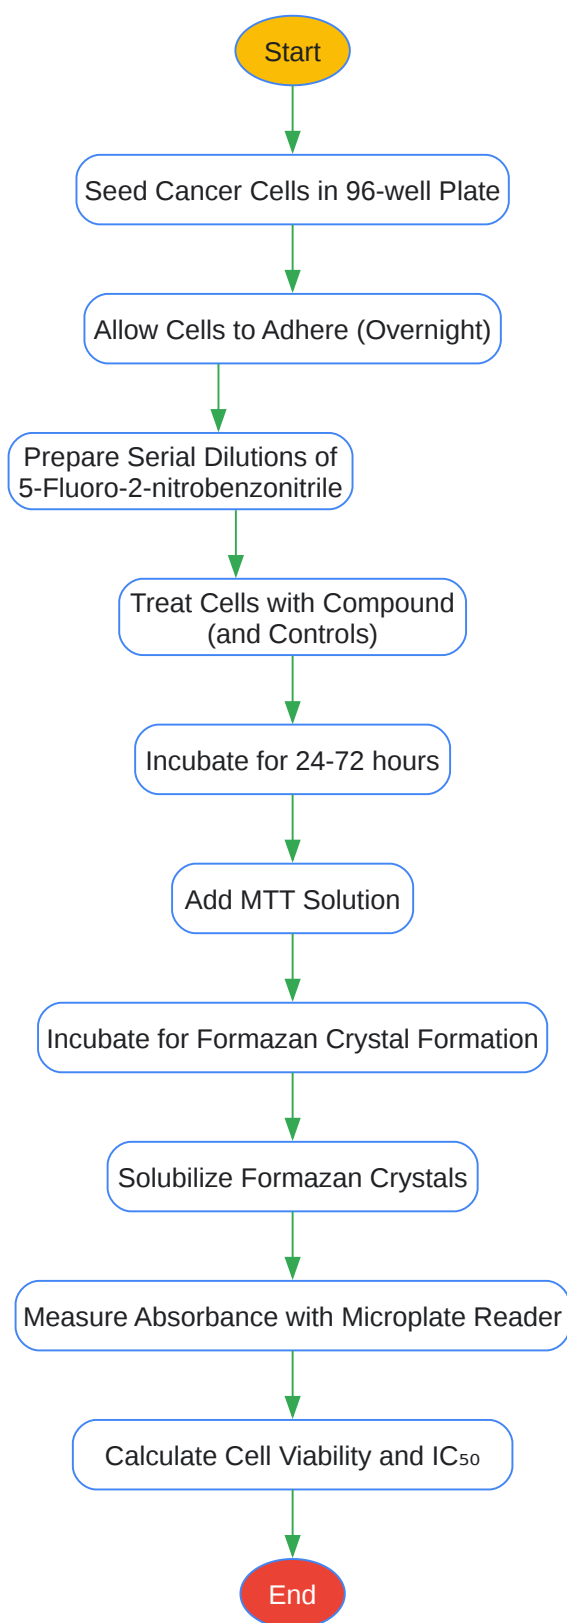 Start
Seed Cancer Cells in 96-well Plate
Allow Cells to Adhere (Overnight)
Prepare Serial Dilutions of
5-Fluoro-2-nitrobenzonitrile
Treat Cells with Compound
(and Controls)
Incubate for 24-72 hours
Add MTT Solution
Incubate for Formazan Crystal Formation
Solubilize Formazan Crystals
Measure Absorbance with Microplate Reader
Calculate Cell Viability and IC₅₀
End